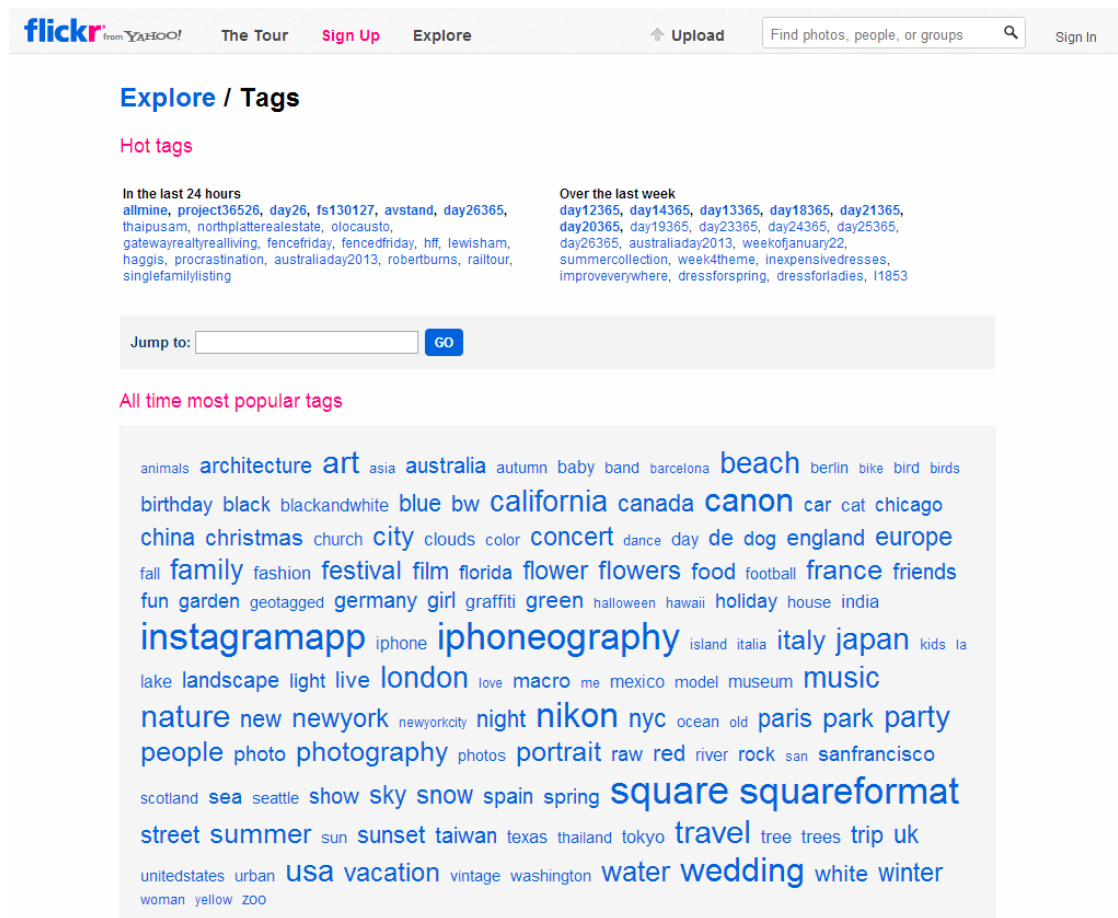 flickr from YAHOO! The Tour Sign Up Explore Upload Find photos, people, or groups Sign In
Explore / Tags
Hot tags
In the last 24 hours
allmine, project36526, day26, fs130127, avstand, day26365,
thaipusam, northplatterealestate, olocausto,
gatewayrealtyrealliving, fencefriday, fencedfriday, hff, lewisham,
haggis, procrastination, australiaday2013, robertburns, railtour,
singlefamilylisting
Over the last week
day12365, day14365, day13365, day18365, day21365,
day20365, day19365, day23365, day24365, day25365,
day26365, australiaday2013, weekofjanuary22,
summercollection, week4theme, inexpensivedresses,
improveverywhere, dressforspring, dressforladies, l1853
Jump to: GO
All time most popular tags
animals architecture art asia australia autumn baby band barcelona beach berlin bike bird birds
birthday black blackandwhite blue bw california canada canon car cat chicago
china christmas church city clouds color concert dance day de dog england europe
fall family fashion festival film florida flower flowers food football france friends
fun garden geotagged germany girl graffiti green halloween hawaii holiday house india
instagramapp iphone iphoneography island italia italy japan kids la
lake landscape light live london love macro me mexico model museum music
nature new newyork newyorkcity night nikon nyc ocean old paris park party
people photo photography photos portrait raw red river rock san sanfrancisco
scotland sea seattle show sky snow spain spring square squareformat
street summer sun sunset taiwan texas thailand tokyo travel tree trees trip uk
unitedstates urban usa vacation vintage washington water wedding white winter
woman yellow zoo